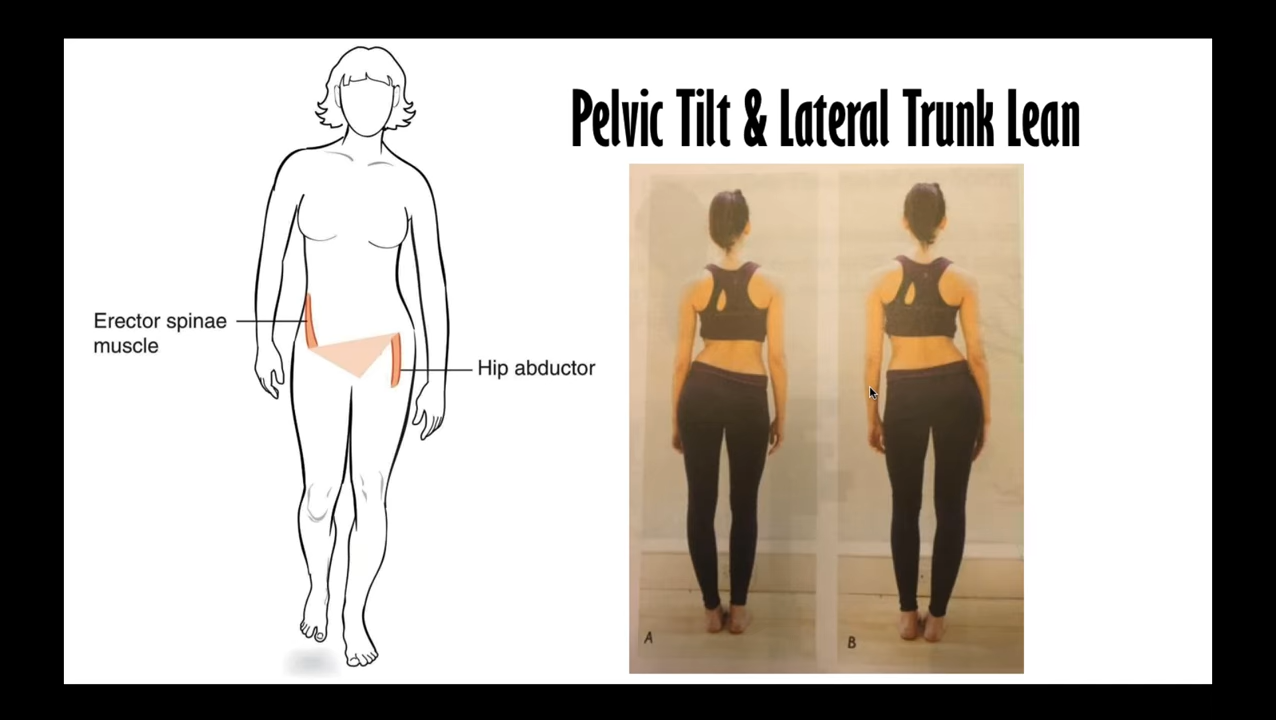 Pelvic Tilt & Lateral Trunk Lean
Erector spinae
muscle
Hip abductor
A
B